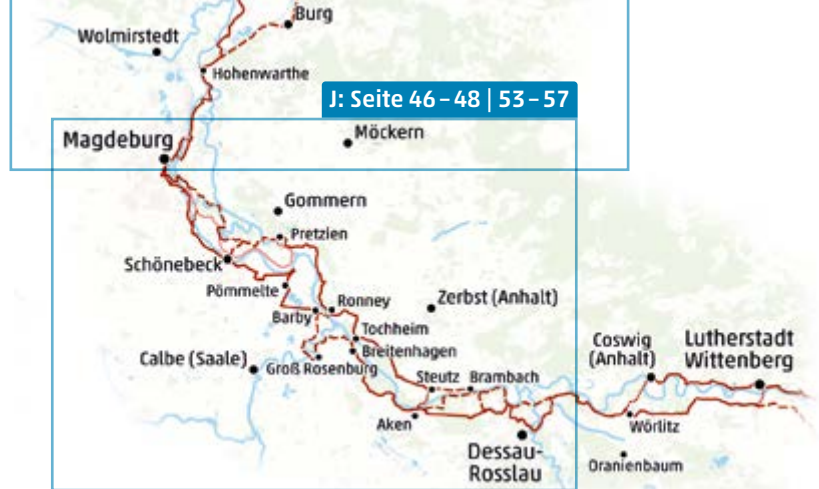 Burg
Wolmirstedt
Hohenwarthe
J: Seite 46–48 | 53–57
Magdeburg
Möckern
Gommern
Pretzien
Schönebeck
Pömmelte
Ronney
Zerbst (Anhalt)
Barby
Tochheim
Breitenhagen
Calbe (Saale)
Groß Rosenburg
Coswig
(Anhalt)
Lutherstadt
Wittenberg
Steutz
Brambach
Aken
Wörlitz
Dessau-
Rosslau
Oranienbaum